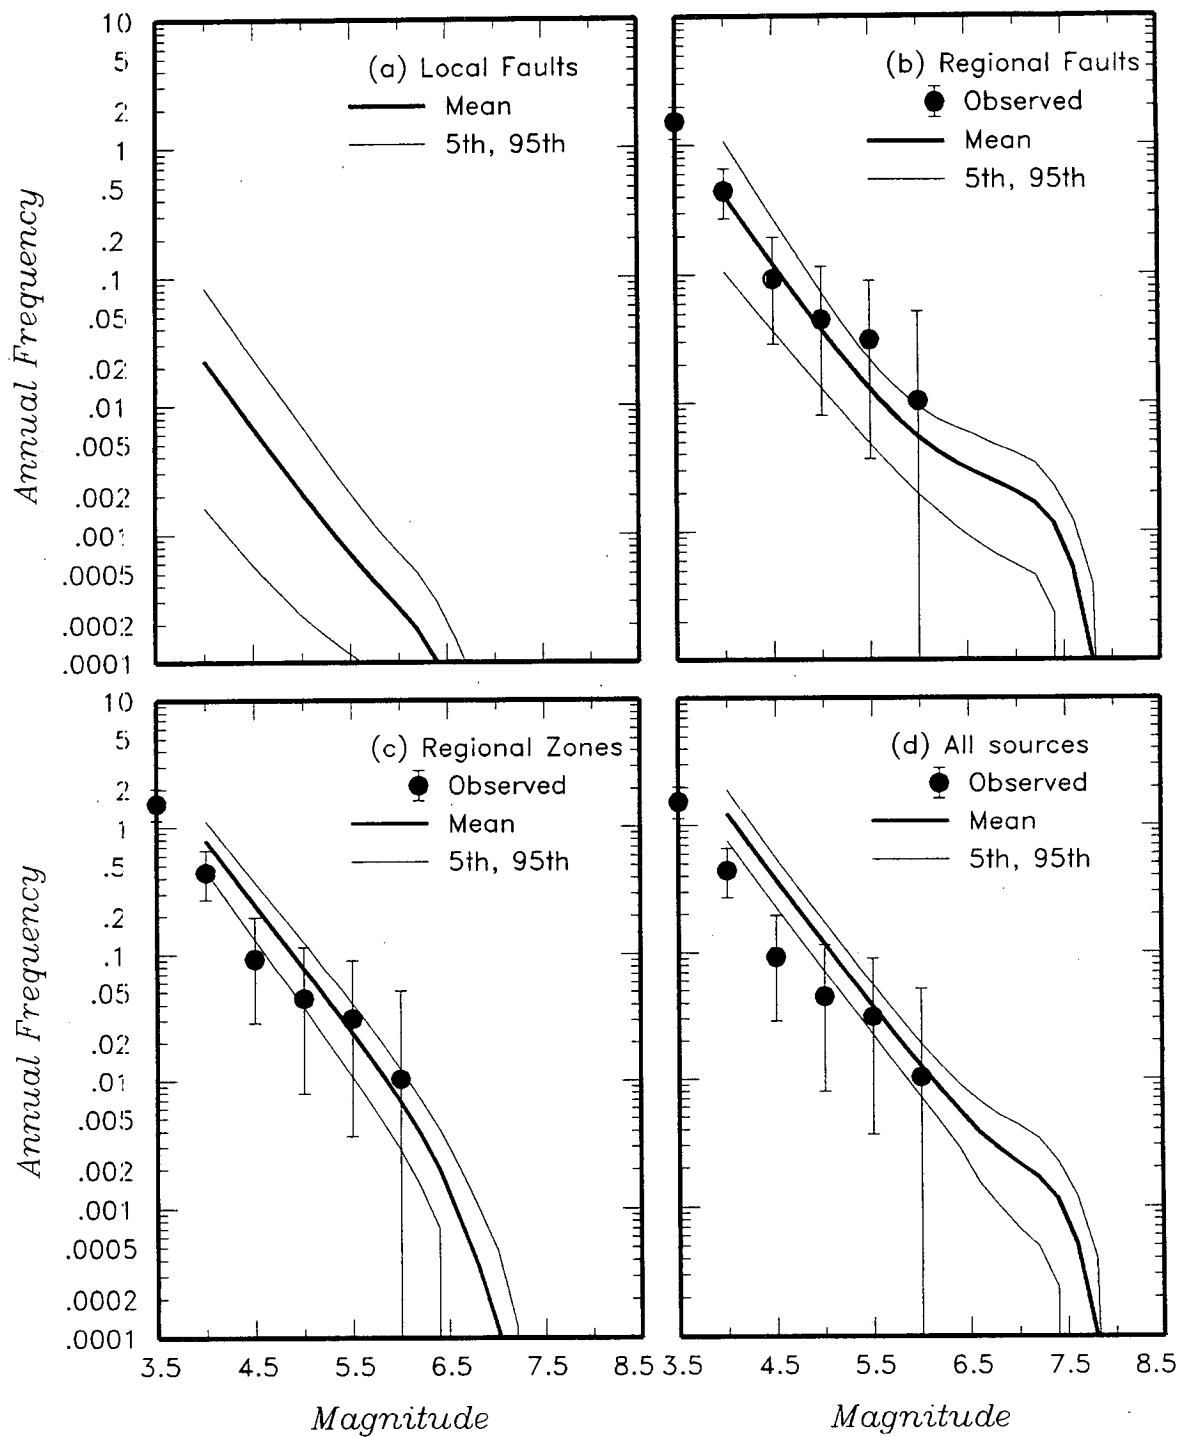 10
5
2
1
.5
.2
.1
.05
.02
.01
.005
.002
.001
.0005
.0002
.0001
Annual Frequency
(a) Local Faults
Mean
5th, 95th
(b) Regional Faults
Observed
Mean
5th, 95th
10
5
2
1
.5
.2
.1
.05
.02
.01
.005
.002
.001
.0005
.0002
.0001
Annual Frequency
(c) Regional Zones
Observed
Mean
5th, 95th
(d) All sources
Observed
Mean
5th, 95th
3.5 4.5 5.5 6.5 7.5 8.5
3.5 4.5 5.5 6.5 7.5 8.5
Magnitude
Magnitude